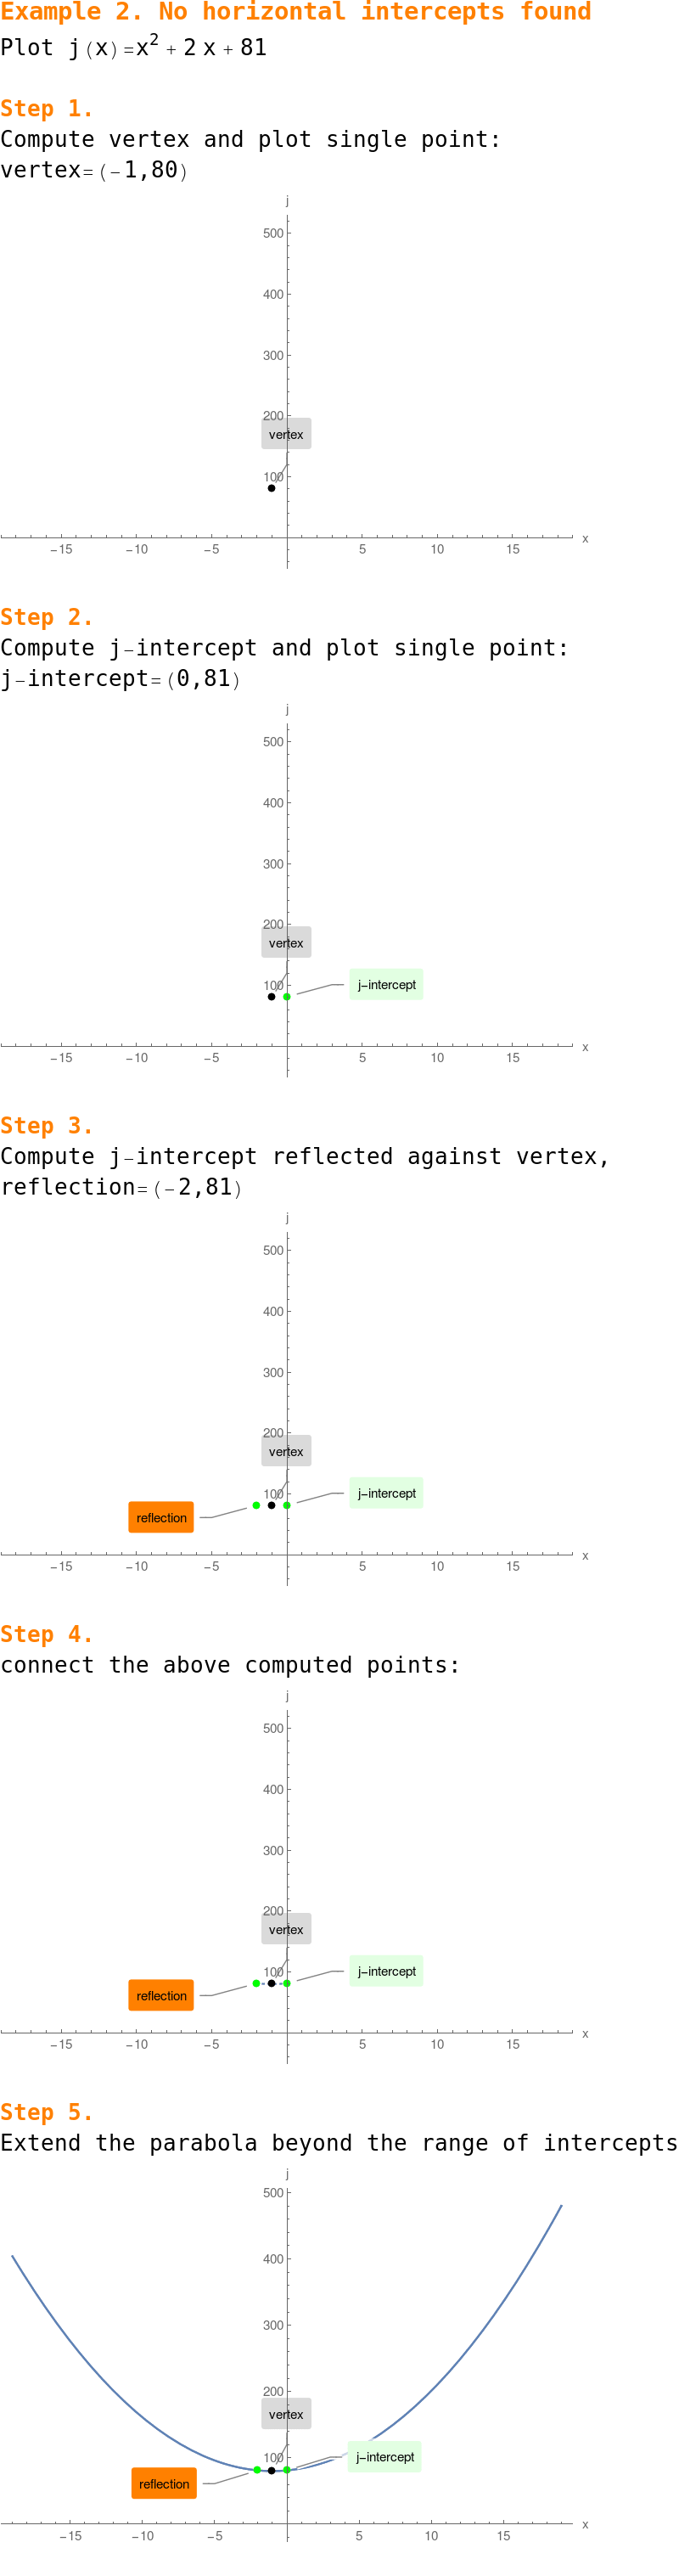 Example 2. No horizontal intercepts found
Plot j(x)=x² + 2 x + 81
Step 1.
Compute vertex and plot single point:
vertex=(-1,80)
j
500
400
300
200
vertex
100
x
-15 -10 -5 5 10 15
Step 2.
Compute j-intercept and plot single point:
j-intercept=(0,81)
j
500
400
300
200
vertex
100 j-intercept
x
-15 -10 -5 5 10 15
Step 3.
Compute j-intercept reflected against vertex,
reflection=(-2,81)
j
500
400
300
200
vertex
100 j-intercept
reflection
x
-15 -10 -5 5 10 15
Step 4.
connect the above computed points:
j
500
400
300
200
vertex
100 j-intercept
reflection
x
-15 -10 -5 5 10 15
Step 5.
Extend the parabola beyond the range of intercepts
j
500
400
300
200
vertex
100 j-intercept
reflection
x
-15 -10 -5 5 10 15